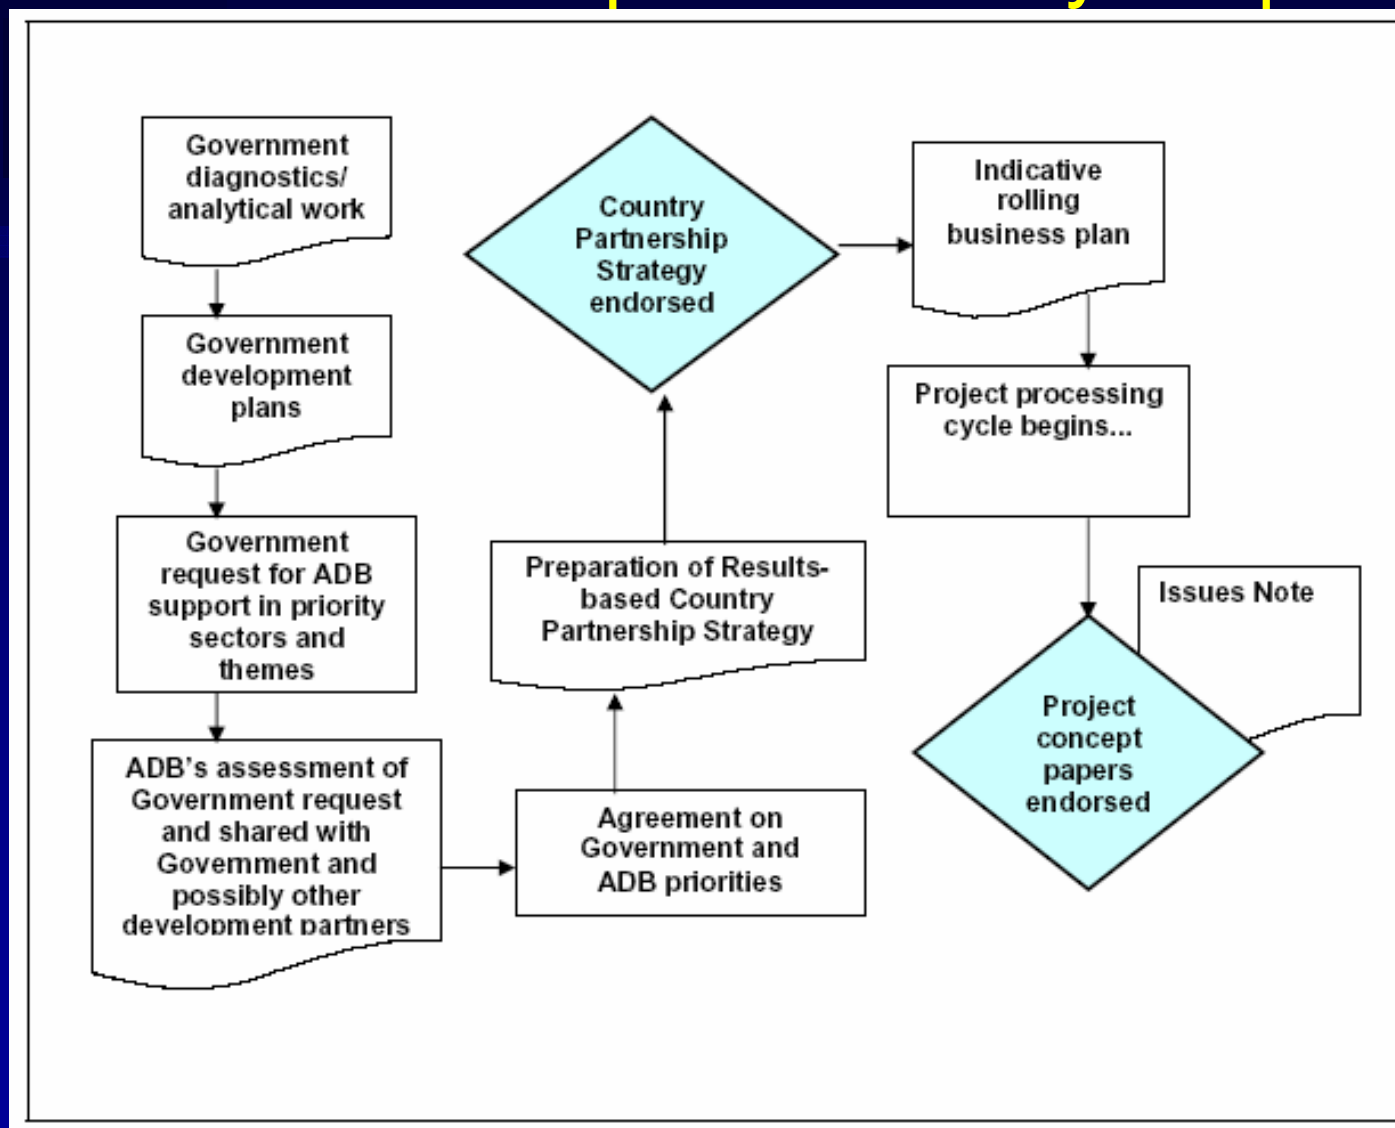 Government
diagnostics/
analytical work
Government
development
plans
Government
request for ADB
support in priority
sectors and
themes
ADB's assessment of
Government request
and shared with
Government and
possibly other
development partners
Agreement on
Government and
ADB priorities
Preparation of Results-
based Country
Partnership Strategy
Country
Partnership
Strategy
endorsed
Indicative
rolling
business plan
Project processing
cycle begins...
Issues Note
Project
concept
papers
endorsed